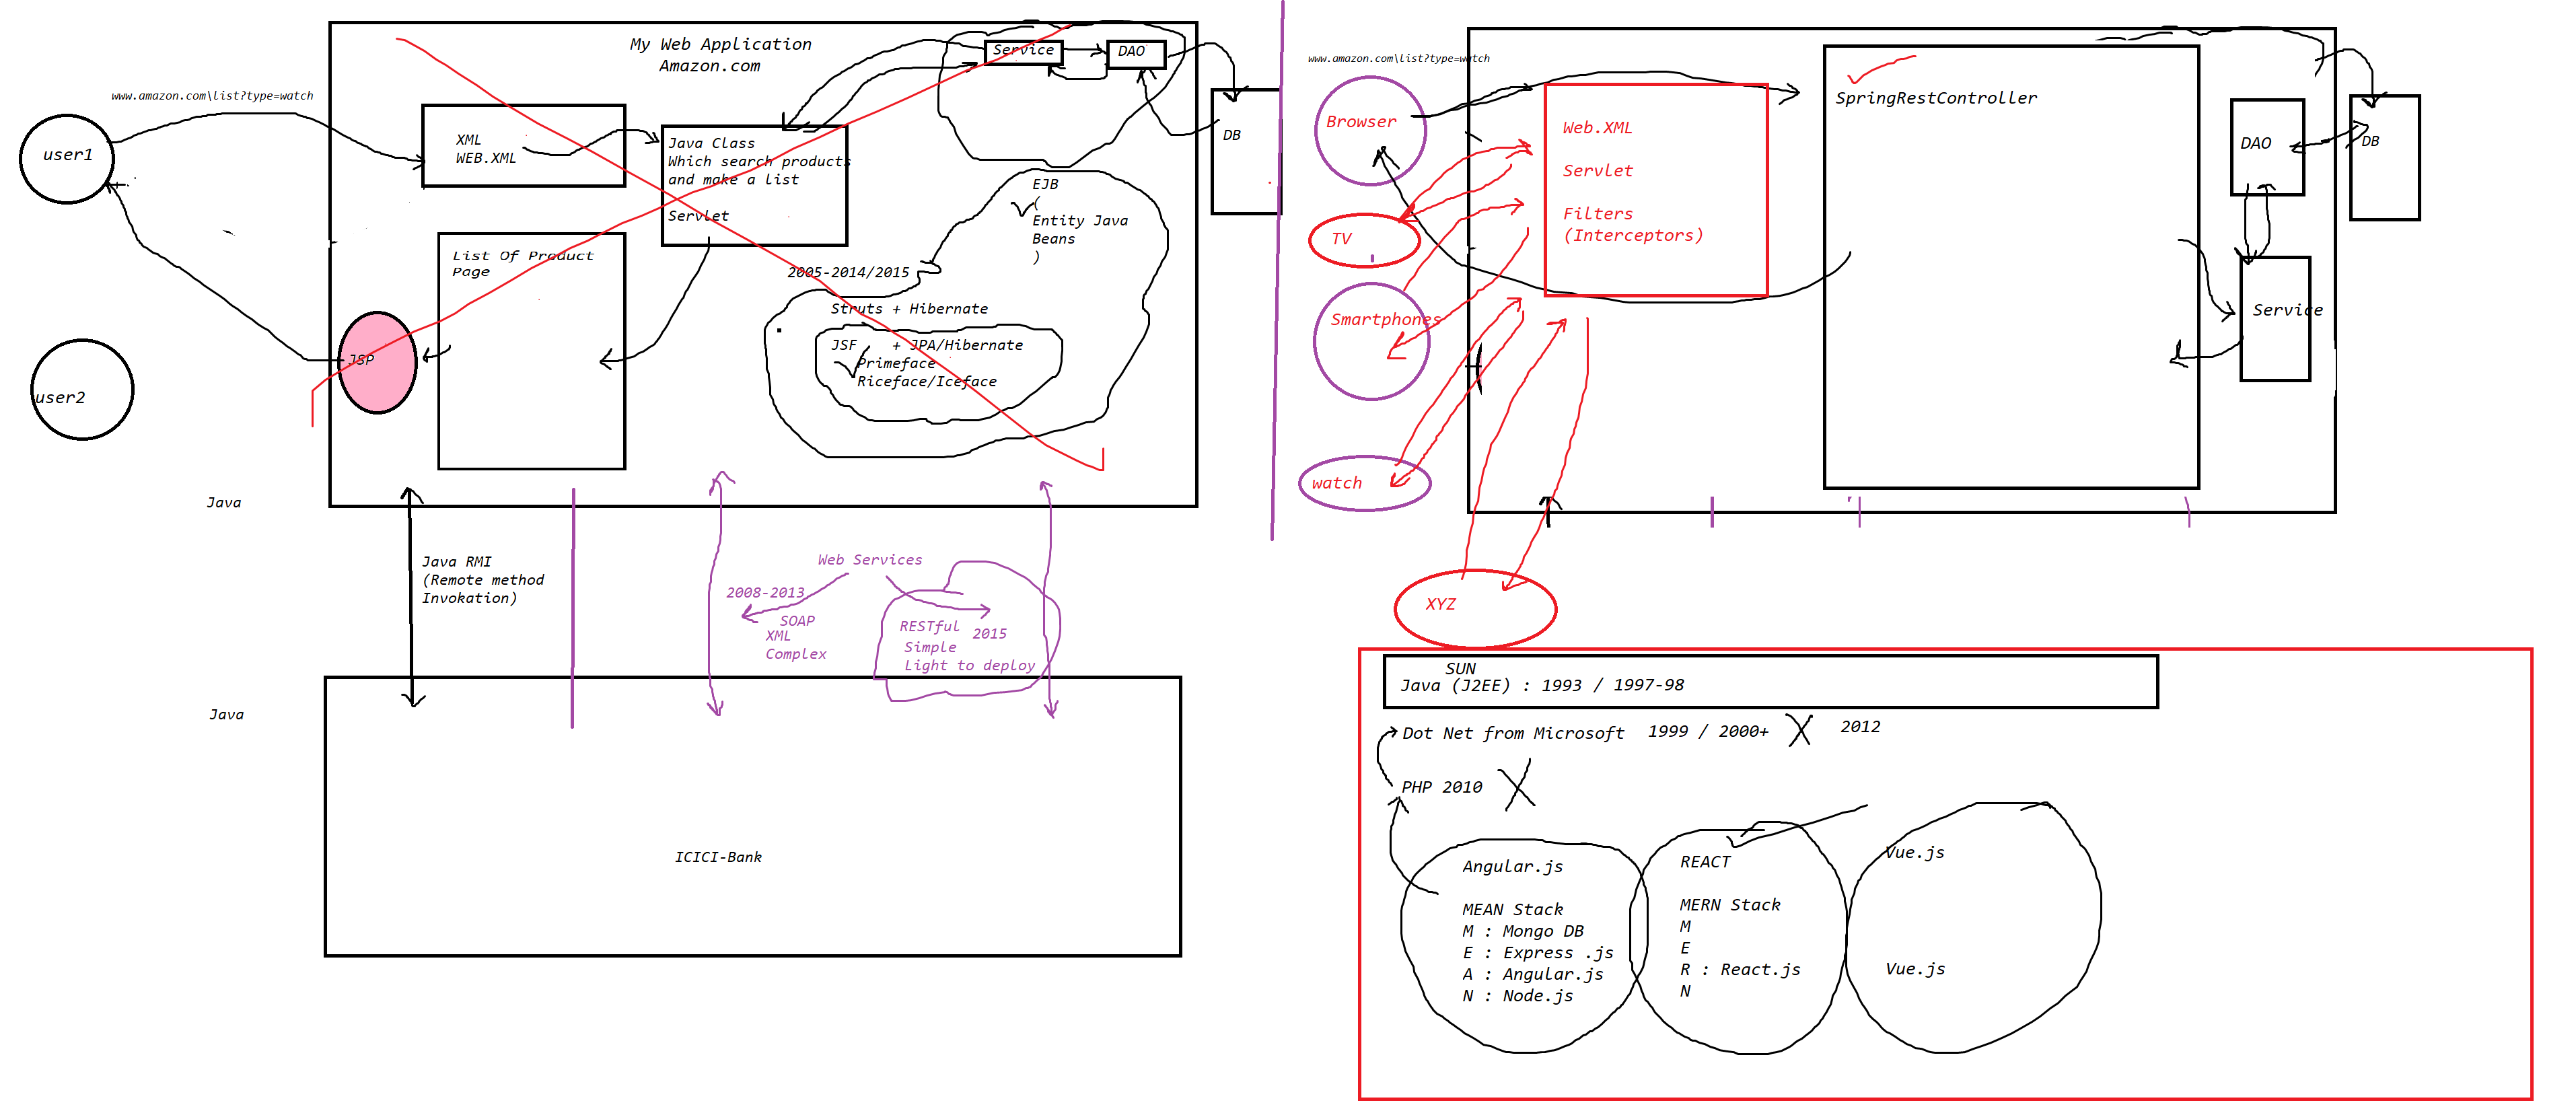 My Web Application
Amazon.com
www.amazon.com\list?type=watch
user1
XML
WEB.XML
Java Class
Which search products
and make a list
Servlet
Service
DAO
DB
List Of Product
Page
JSP
user2
EJB
(
Entity Java
Beans
)
2005-2014/2015
Struts + Hibernate
JSF + JPA/Hibernate
Primeface
Riceface/Iceface
Java
Java RMI
(Remote method
Invokation)
Web Services
2008-2013
SOAP
XML
Complex
RESTful
2015
Simple
Light to deploy
Java
ICICI-Bank
www.amazon.com\list?type=watch
Browser
TV
Smartphones
watch
XYZ
Web.XML
Servlet
Filters
(Interceptors)
SpringRestController
DAO
DB
Service
SUN
Java (J2EE) : 1993 / 1997-98
Dot Net from Microsoft 1999 / 2000+ 2012
PHP 2010
Angular.js
MEAN Stack
M : Mongo DB
E : Express .js
A : Angular.js
N : Node.js
REACT
MERN Stack
M
E
R : React.js
N
Vue.js
Vue.js